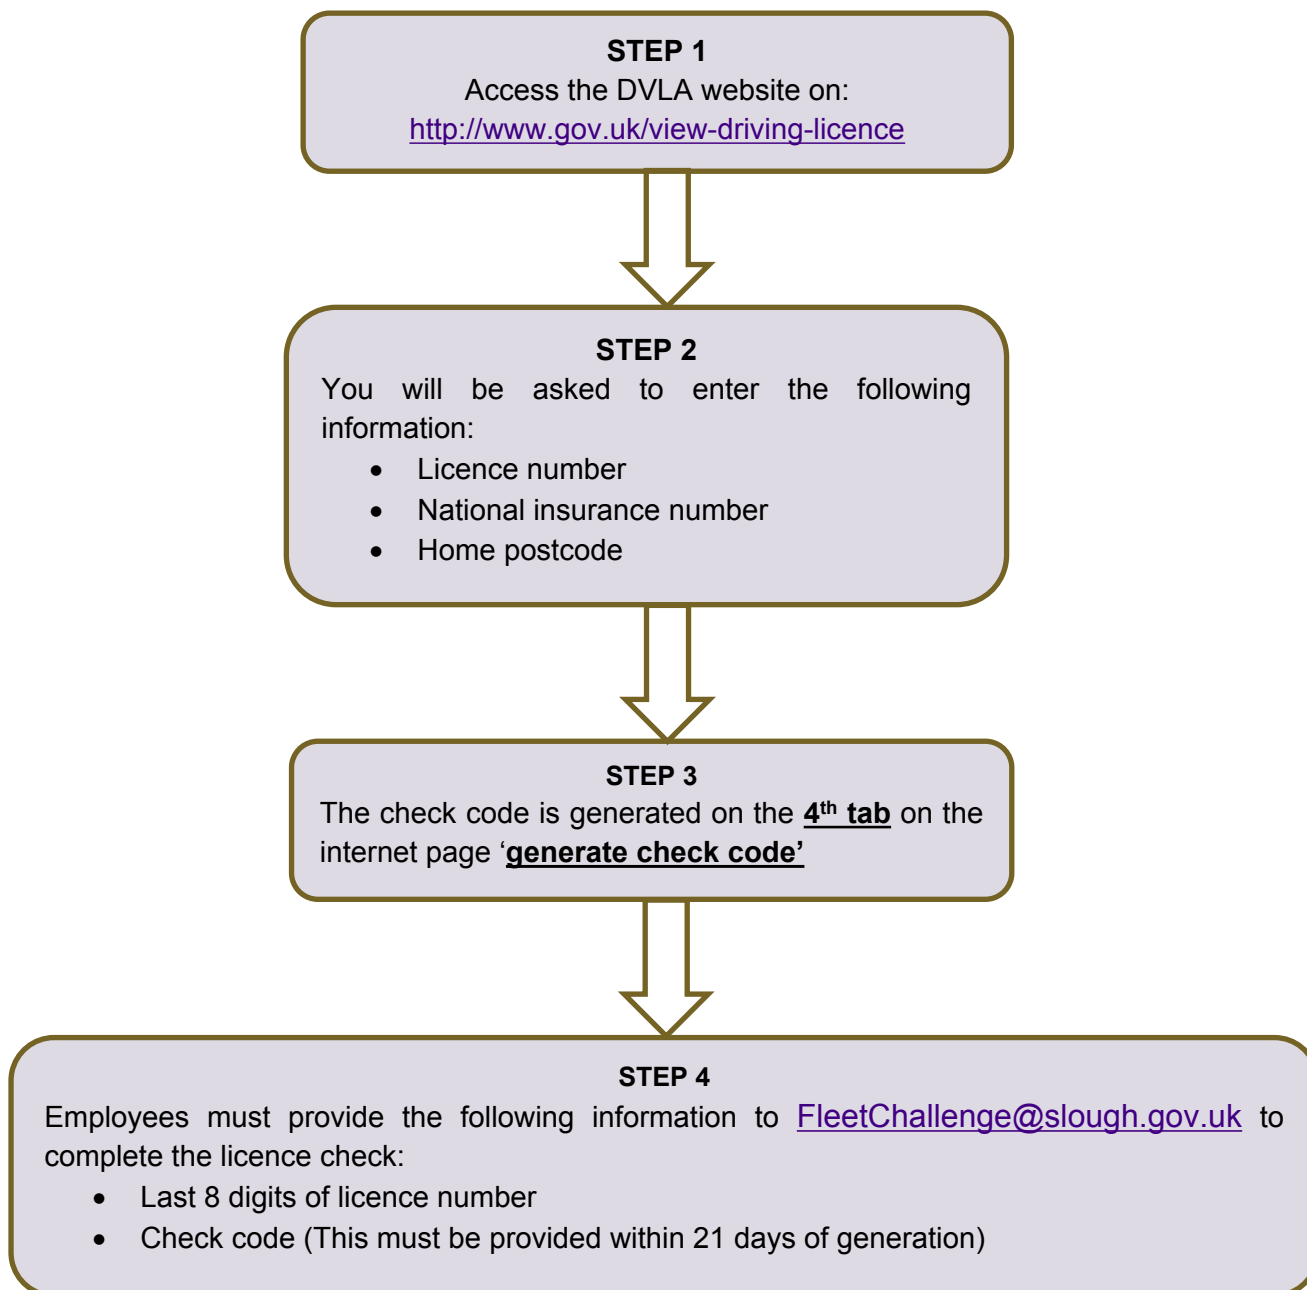 STEP 1
Access the DVLA website on:
http://www.gov.uk/view-driving-licence
STEP 2
You will be asked to enter the following
information:
• Licence number
• National insurance number
• Home postcode
STEP 3
The check code is generated on the 4th tab on the
internet page ‘generate check code’
STEP 4
Employees must provide the following information to FleetChallenge@slough.gov.uk to
complete the licence check:
• Last 8 digits of licence number
• Check code (This must be provided within 21 days of generation)